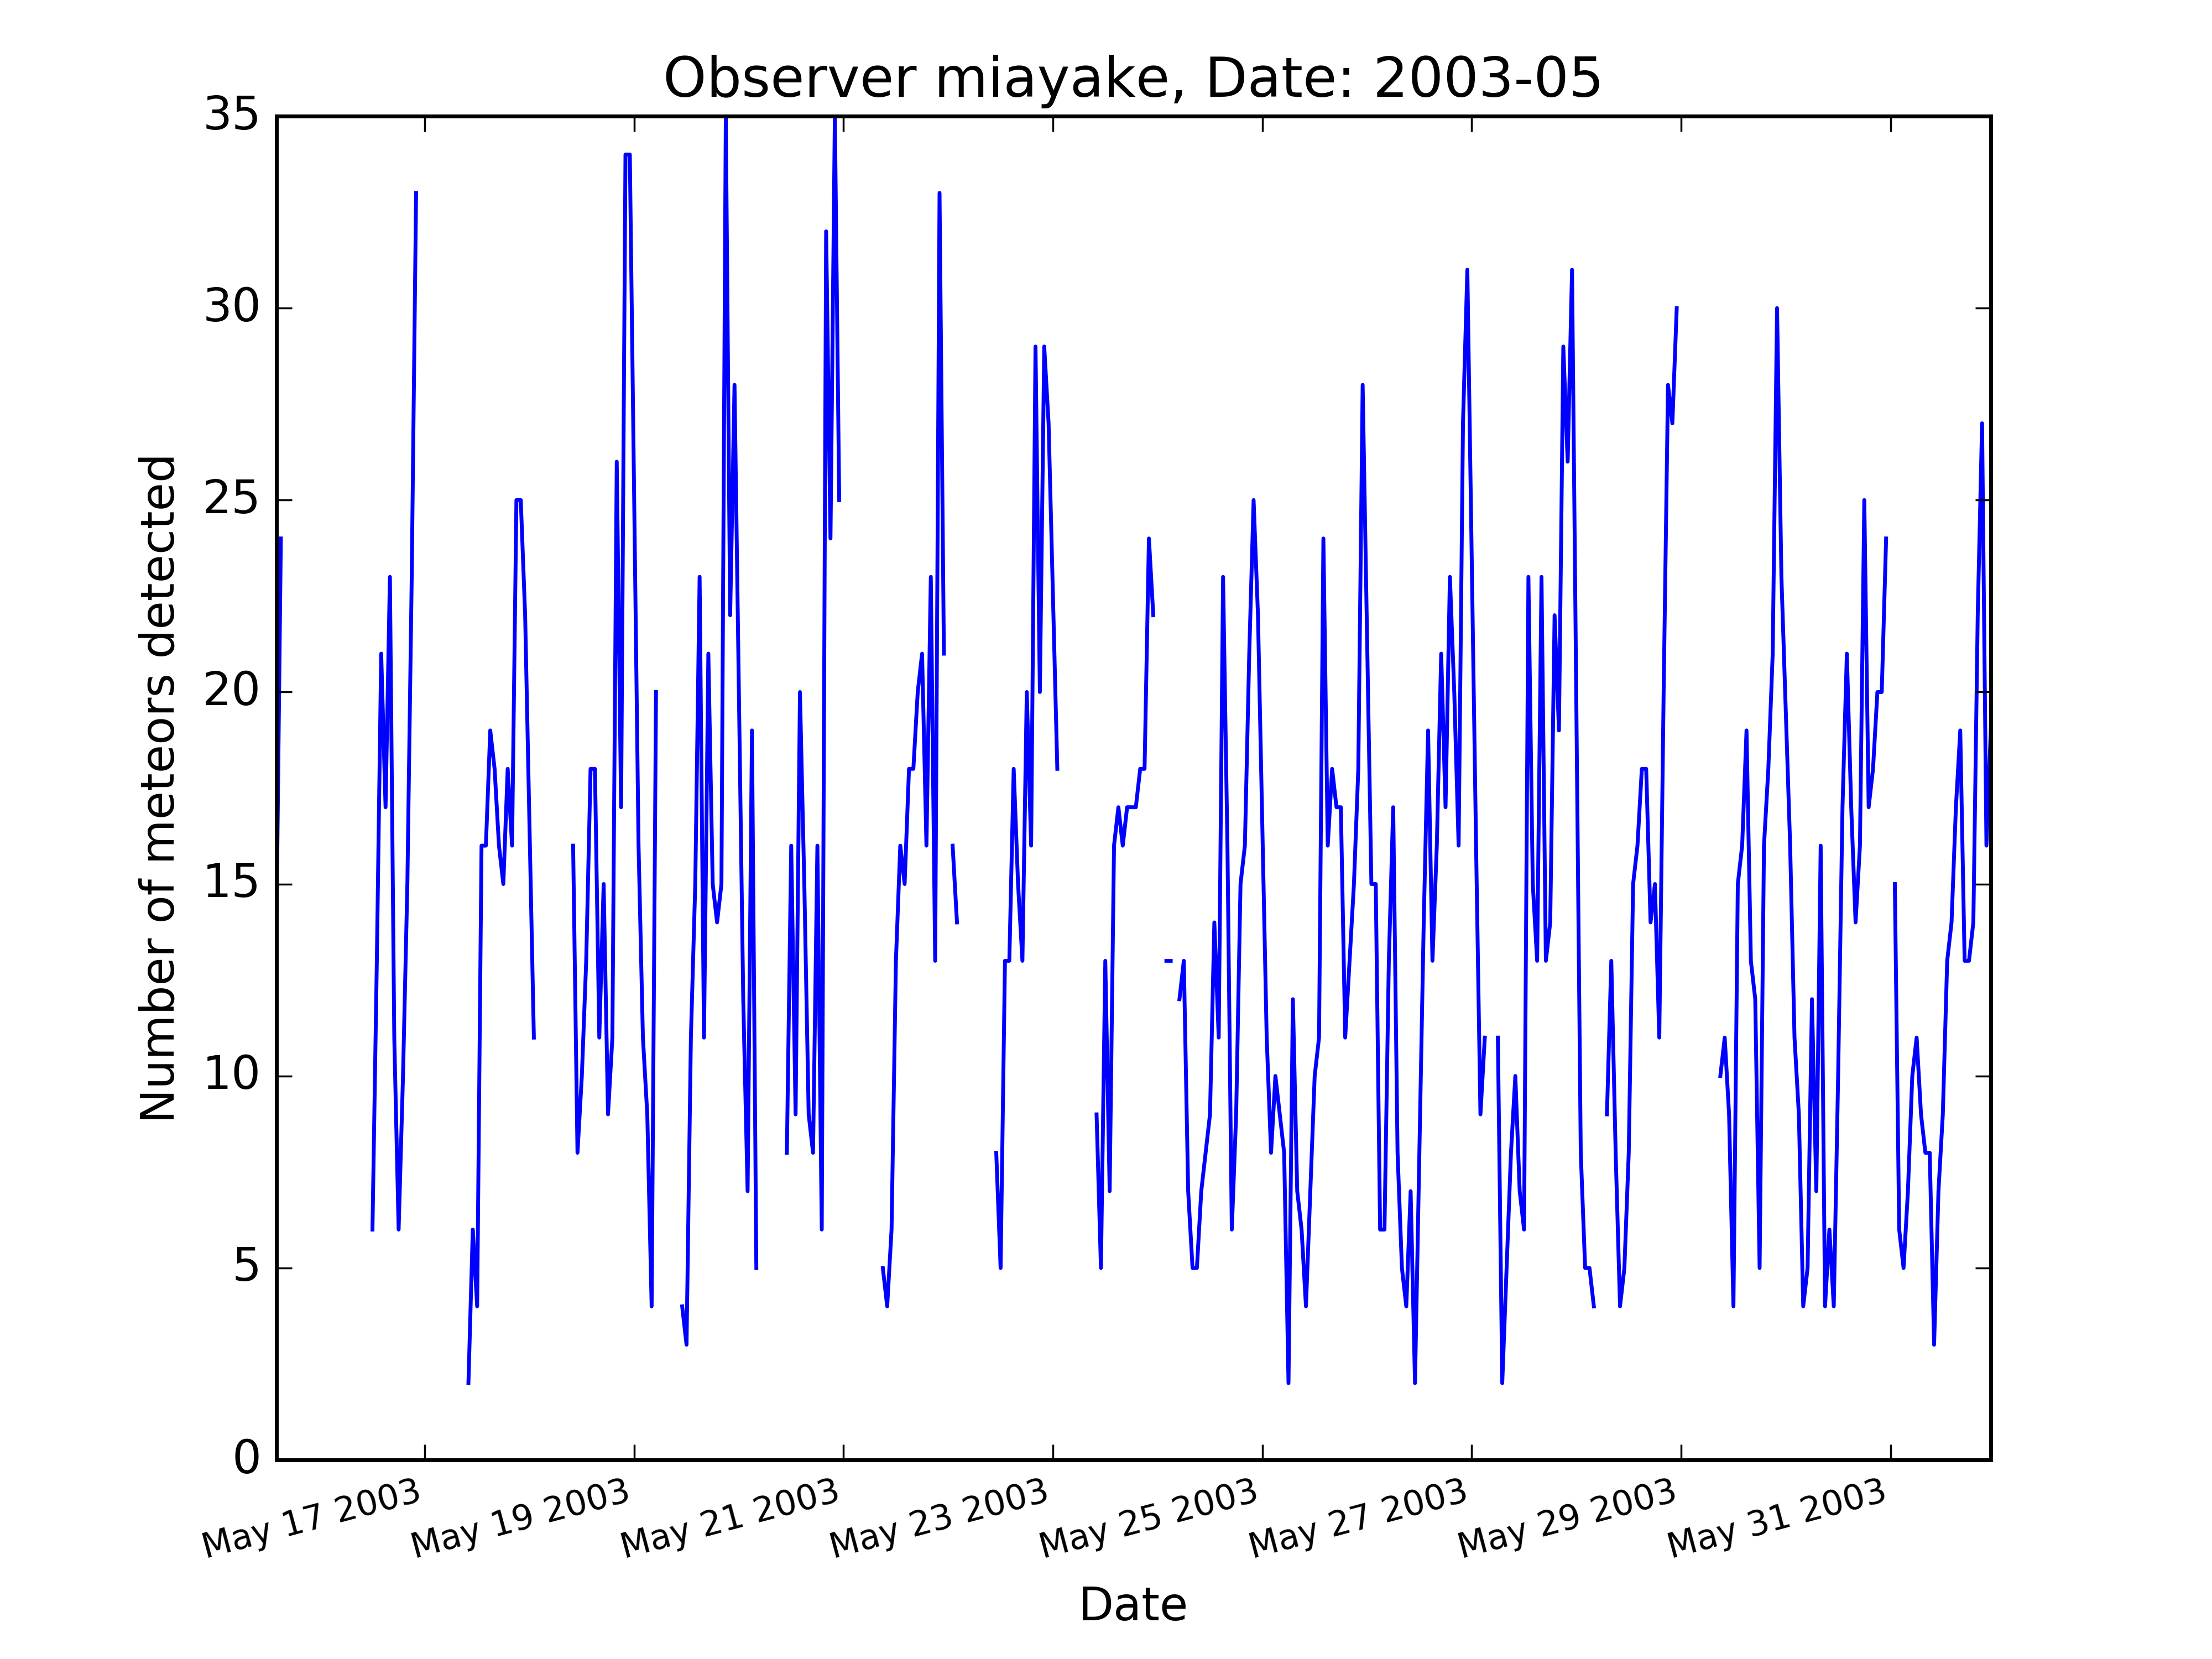 Observer miayake, Date: 2003-05
Number of meteors detected
35
30
25
20
15
10
5
0
May 17 2003
May 19 2003
May 21 2003
May 23 2003
May 25 2003
May 27 2003
May 29 2003
May 31 2003
Date